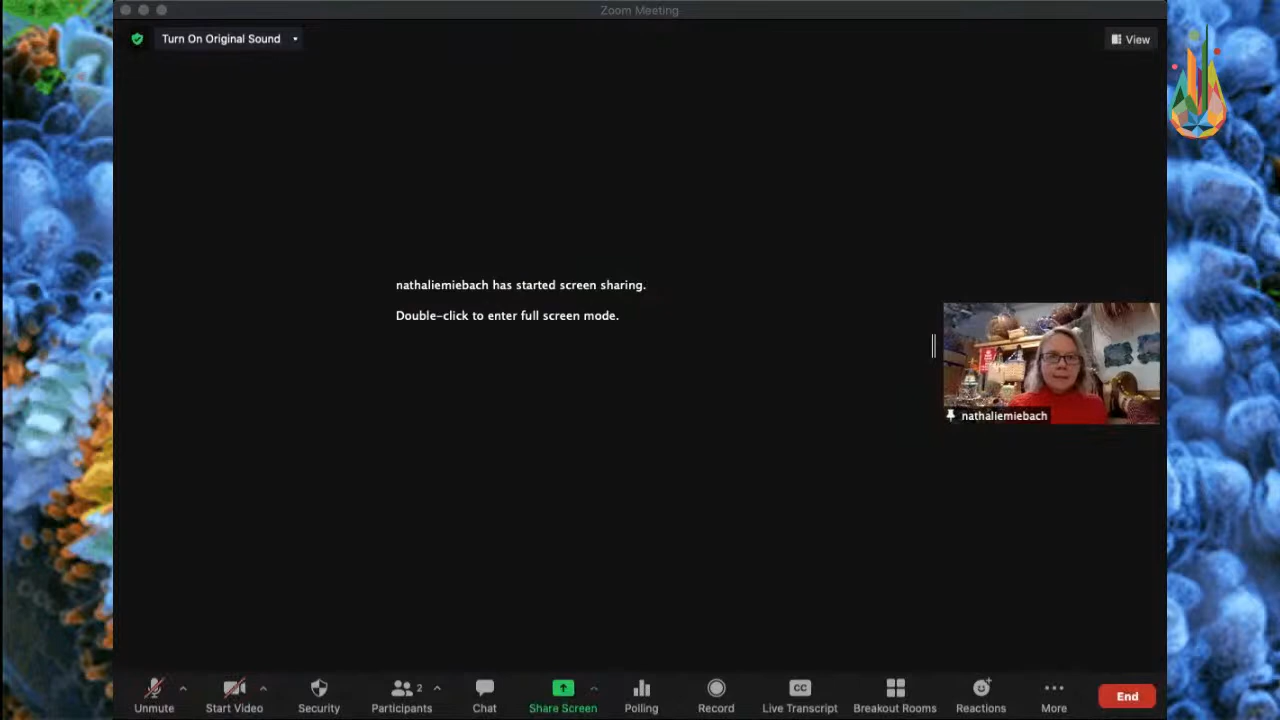 Zoom Meeting
Turn On Original Sound
View
nathaliemiebach has started screen sharing.
Double-click to enter full screen mode.
nathaliemiebach
Unmute
Start Video
Security
2
Participants
Chat
Share Screen
Polling
Record
CC
Live Transcript
Breakout Rooms
Reactions
More
End